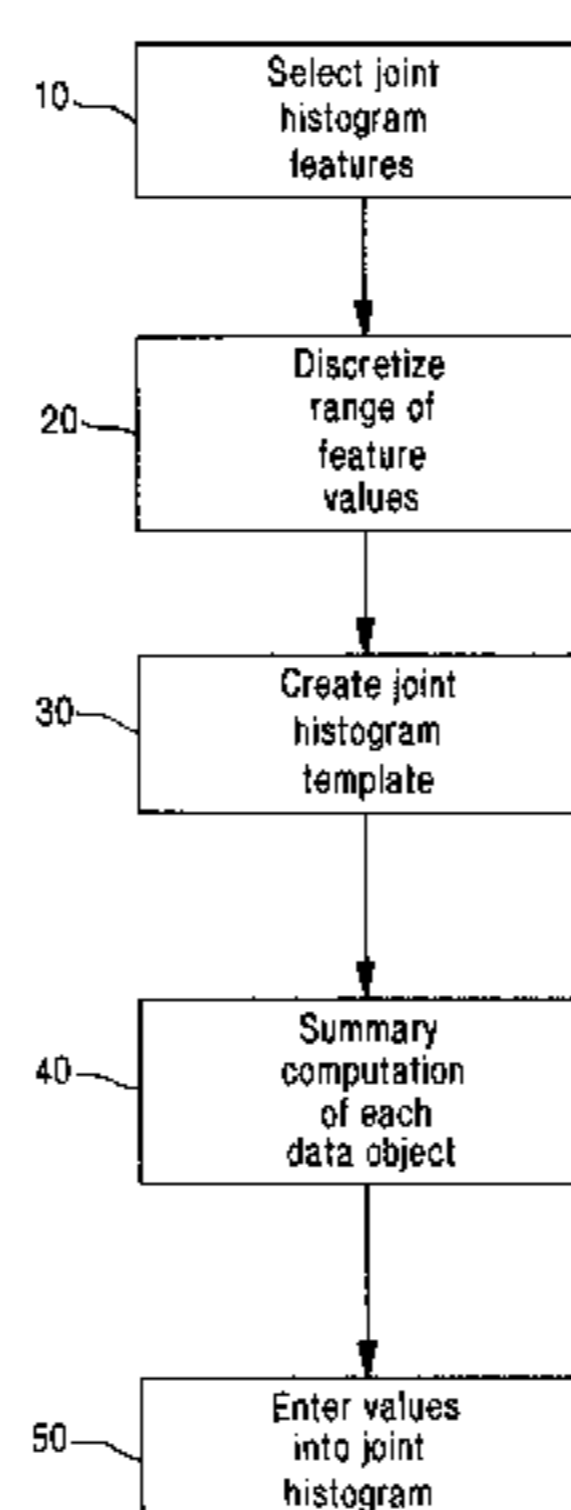 10
Select joint
histogram
features
20
Discretize
range of
feature
values
30
Create joint
histogram
template
40
Summary
computation
of each
data object
50
Enter values
into joint
histogram